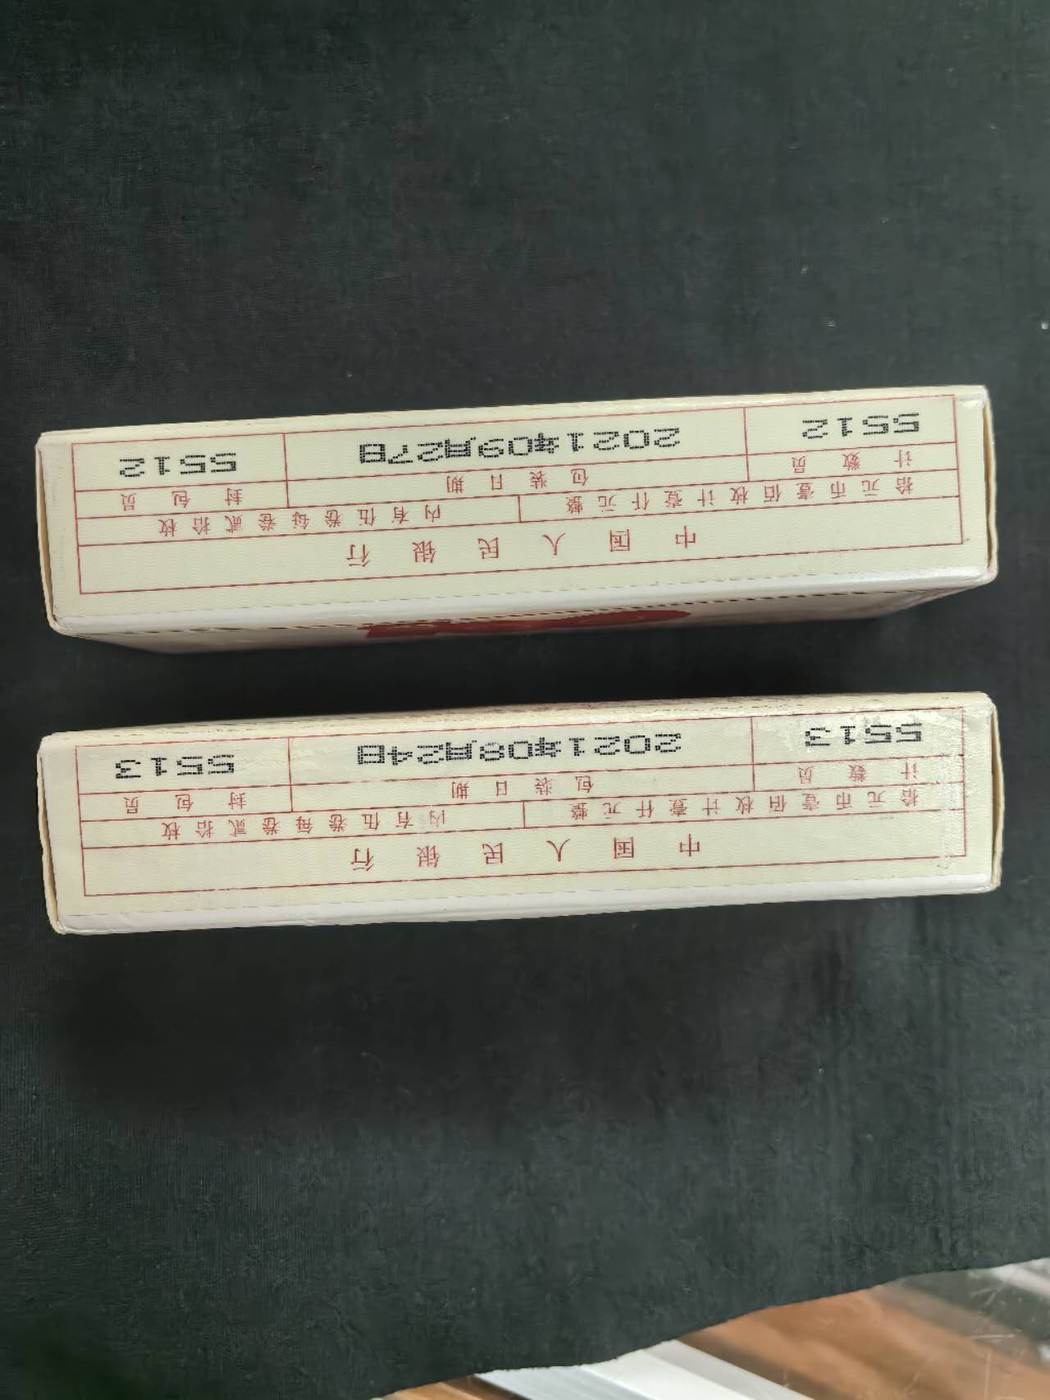 中国人民银行
拾元币壹佰枚计壹仟元整 内有伍卷每卷贰拾枚
计数员 包装日期 封包员
5513 2021年08月24日 5513
中国人民银行
拾元币壹佰枚计壹仟元整 内有伍卷每卷贰拾枚
计数员 包装日期 封包员
5512 2021年09月27日 5512